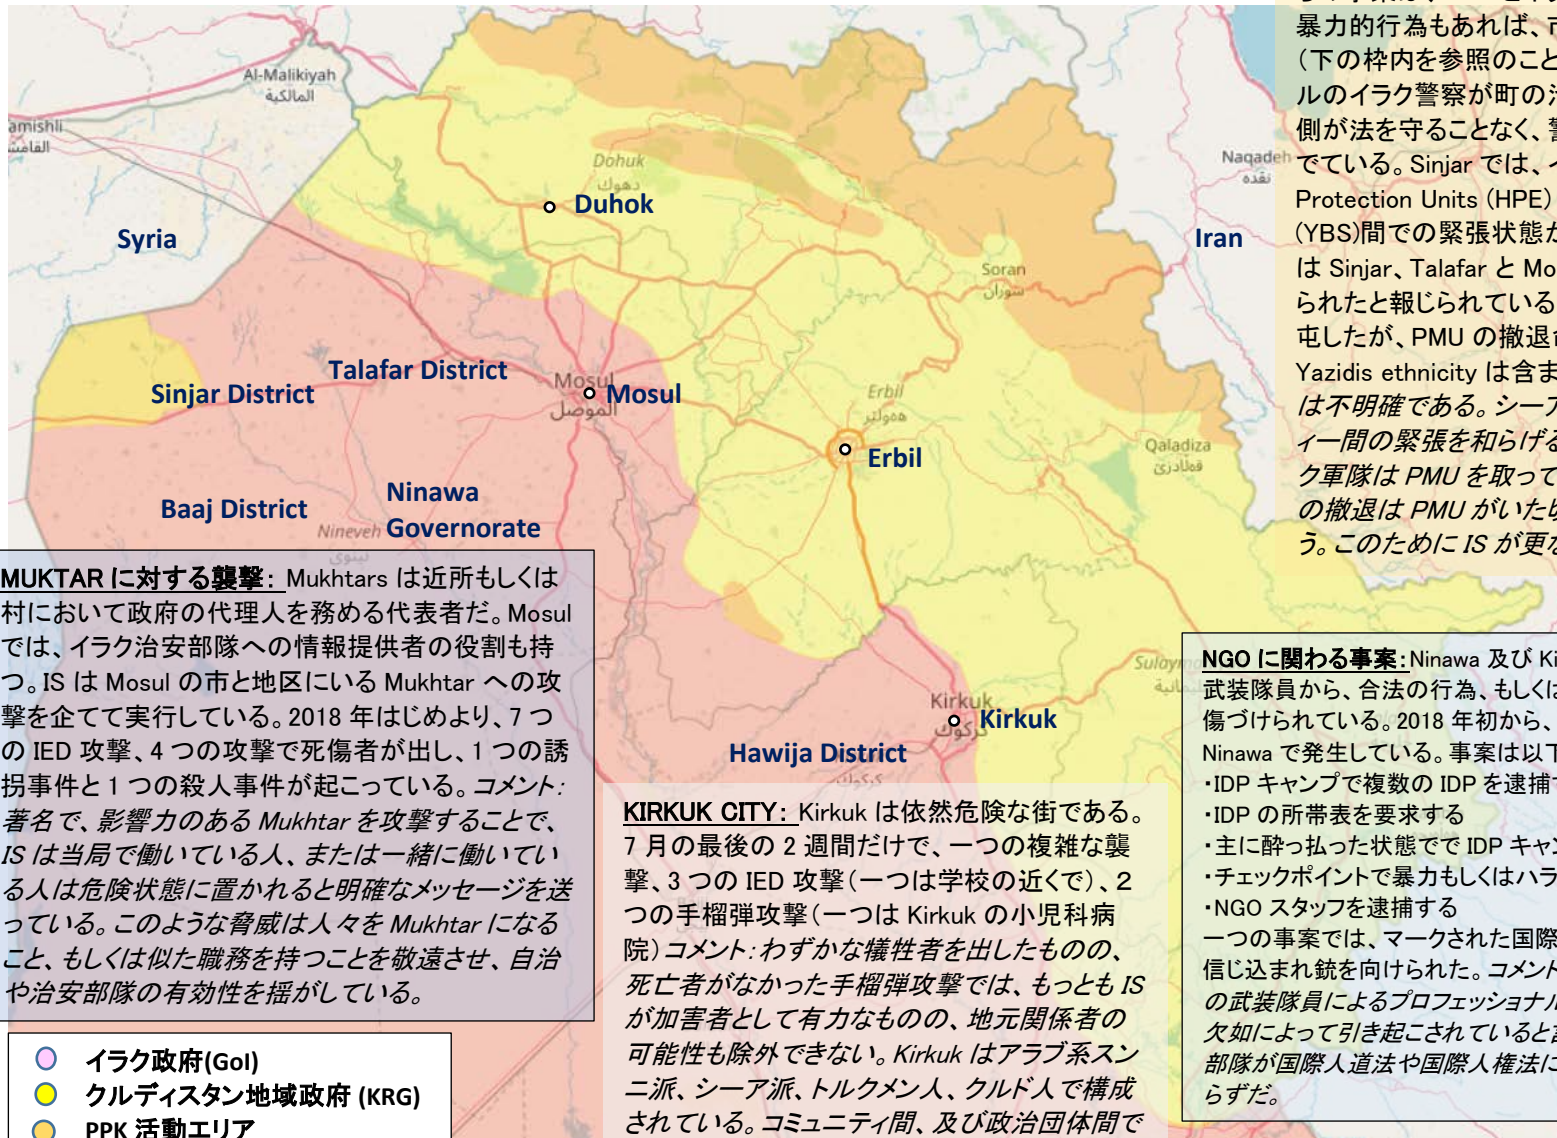 Al-Malikiyah
المالكية
amishli
Dohuk
دهوك
Duhok
Syria
Naqadeh
نقده
Iran
Soran
سۆران
Talafar District
Sinjar District
Mosul
الموصل
Mosul
Erbil
ههولێر
Erbil
Qaladiza
قەڵادزێ
Baaj District
Ninawa
Governorate
Nineveh
نينوى
暴力的行為もあれば、
（下の枠内を参照のこと
ルのイラク警察が町の
側が法を守ることなく、
でている。Sinjar では、
Protection Units (HPE)
(YBS)間での緊張状態
は Sinjar、Talafar と Mo
られたと報じられている
屯したが、PMU の撤退
Yazidis ethnicity は含ま
は不明確である。シーア
ィー間の緊張を和らげる
ク軍隊は PMU を取って
の撤退は PMU がいた
う。このために IS が更な
MUKTAR に対する襲撃： Mukhtars は近所もしくは
村において政府の代理人を務める代表者だ。Mosul
では、イラク治安部隊への情報提供者の役割も持
つ。IS は Mosul の市と地区にいる Mukhtar への攻
撃を企てて実行している。2018 年はじめより、7 つ
の IED 攻撃、4 つの攻撃で死傷者が出し、1 つの誘
拐事件と 1 つの殺人事件が起こっている。コメント：
著名で、影響力のある Mukhtar を攻撃することで、
IS は当局で働いている人、または一緒に働いてい
る人は危険状態に置かれると明確なメッセージを送
っている。このような脅威は人々を Mukhtar になる
こと、もしくは似た職務を持つことを敬遠させ、自治
や治安部隊の有効性を揺がしている。
Kirkuk
كركوك
Kirkuk
Hawija District
KIRKUK CITY： Kirkuk は依然危険な街である。
7 月の最後の 2 週間だけで、一つの複雑な襲
撃、3 つの IED 攻撃（一つは学校の近くで）、2
つの手榴弾攻撃（一つは Kirkuk の小児科病
院）コメント：わずかな犠牲者を出したものの、
死亡者がなかった手榴弾攻撃では、もっとも IS
が加害者として有力なものの、地元関係者の
可能性も除外できない。Kirkuk はアラブ系スン
ニ派、シーア派、トルクメン人、クルド人で構成
されている。コミュニティ間、及び政治団体間で
NGO に関わる事案：Ninawa 及び Ki
武装隊員から、合法の行為、もしくは
傷づけられている。2018 年初から、
Ninawa で発生している。事案は以下
・IDP キャンプで複数の IDP を逮捕
・IDP の所帯表を要求する
・主に酔っ払った状態でで IDP キャン
・チェックポイントで暴力もしくはハラ
・NGO スタッフを逮捕する
一つの事案では、マークされた国際
信じ込まれ銃を向けられた。コメント
の武装隊員によるプロフェッショナル
欠如によって引き起こされていると
部隊が国際人道法や国際人権法に
らずだ。
イラク政府(GoI)
クルディスタン地域政府 (KRG)
PPK 活動エリア